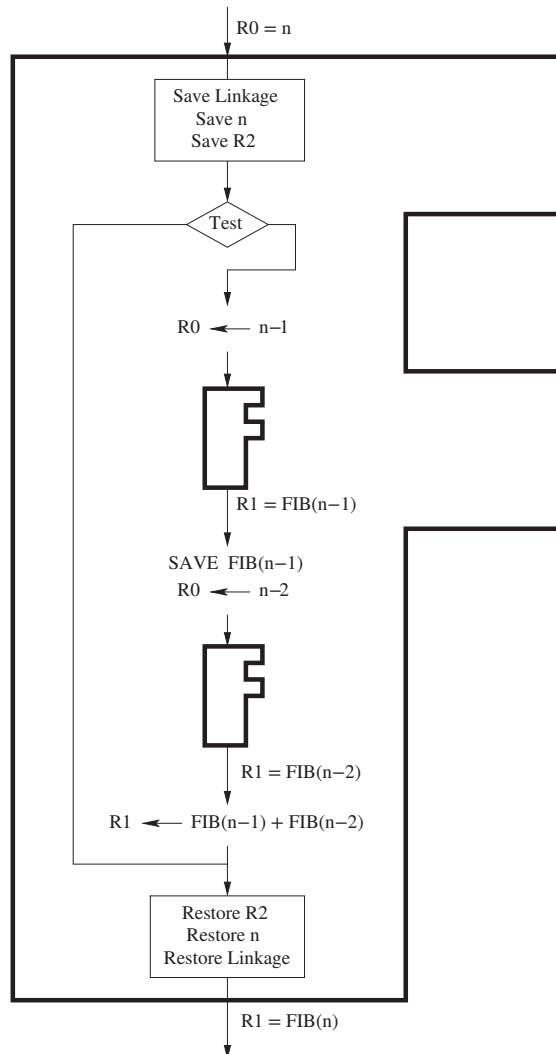 R0 = n
Save Linkage
Save n
Save R2
Test
R0 ← n−1
R1 = FIB(n−1)
SAVE FIB(n−1)
R0 ← n−2
R1 = FIB(n−2)
R1 ← FIB(n−1) + FIB(n−2)
Restore R2
Restore n
Restore Linkage
R1 = FIB(n)